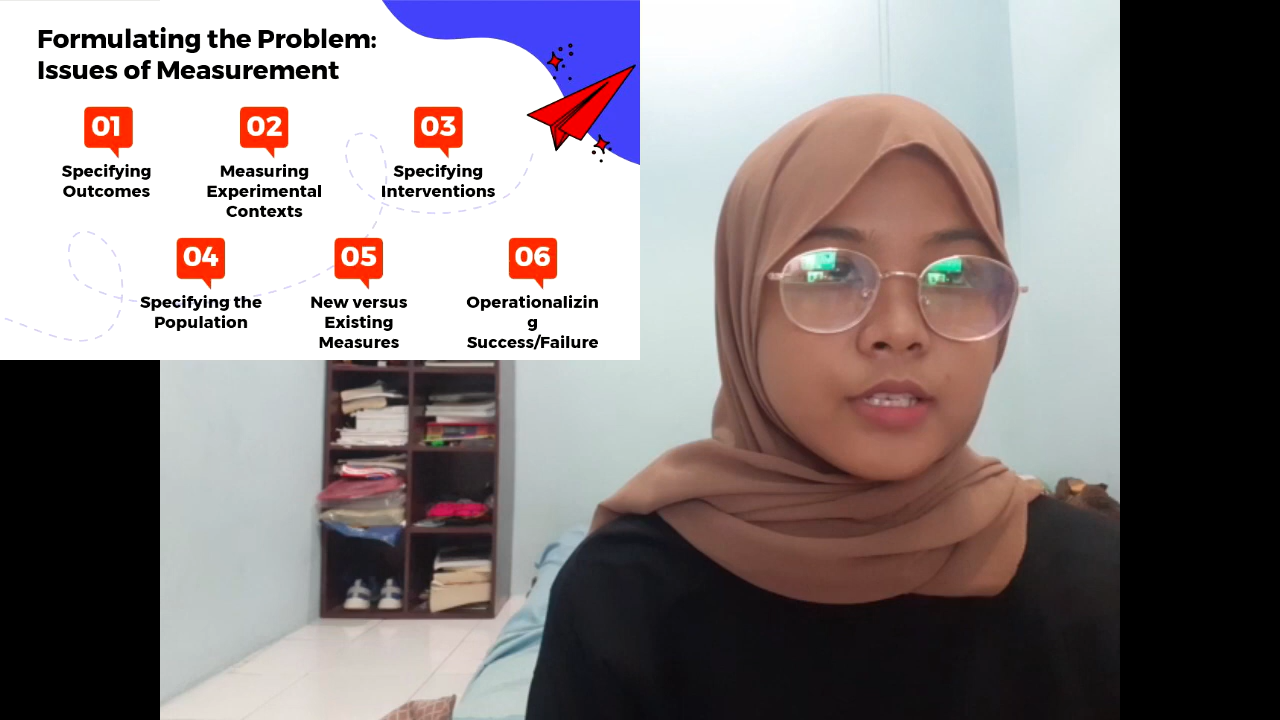 Formulating the Problem:
Issues of Measurement
01
02
03
Specifying
Outcomes
Measuring
Experimental
Contexts
Specifying
Interventions
04
05
06
Specifying the
Population
New versus
Existing
Measures
Operationalizin
g
Success/Failure